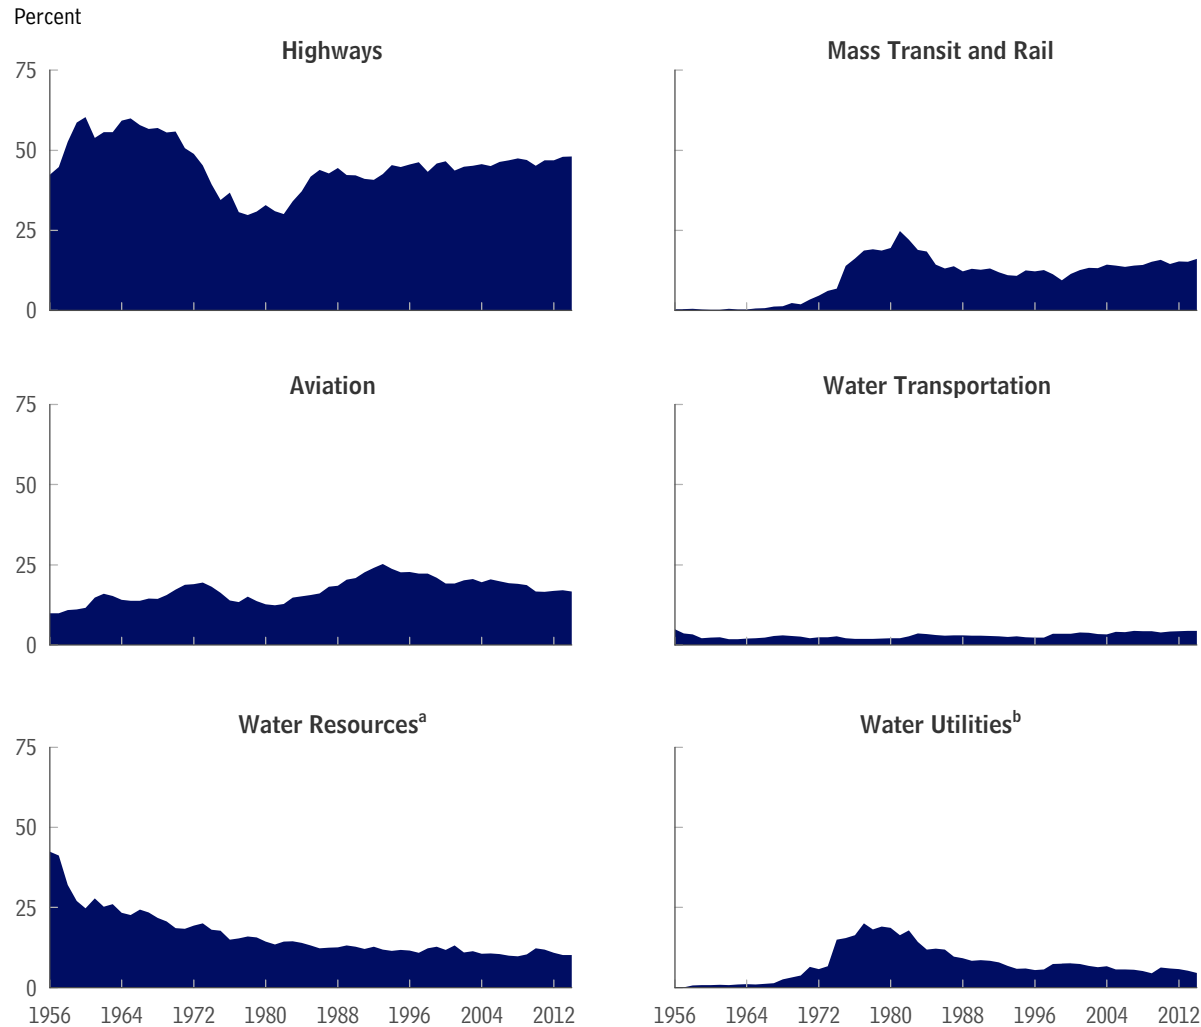 Percent
Highways
75
50
25
0
Mass Transit and Rail
Aviation
75
50
25
0
Water Transportation
Water Resourcesᵃ
75
50
25
0
1956 1964 1972 1980 1988 1996 2004 2012
Water Utilitiesᵇ
1956 1964 1972 1980 1988 1996 2004 2012